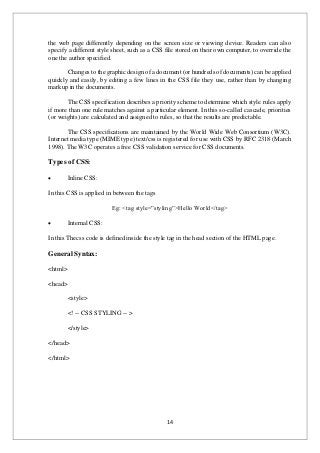 the web page differently depending on the screen size or viewing device. Readers can also
specify a different style sheet, such as a CSS file stored on their own computer, to override the
one the author specified.
Changes to the graphic design of a document (or hundreds of documents) can be applied
quickly and easily, by editing a few lines in the CSS file they use, rather than by changing
markup in the documents.
The CSS specification describes a priority scheme to determine which style rules apply
if more than one rule matches against a particular element. In this so-called cascade, priorities
(or weights) are calculated and assigned to rules, so that the results are predictable.
The CSS specifications are maintained by the World Wide Web Consortium (W3C).
Internet media type (MIME type) text/css is registered for use with CSS by RFC 2318 (March
1998). The W3C operates a free CSS validation service for CSS documents.
Types of CSS:
• Inline CSS:
In this CSS is applied in between the tags
Eg: <tag style="styling">Hello World</tag>
• Internal CSS:
In this The css code is defined inside the style tag in the head section of the HTML page.
General Syntax:
<html>
<head>
<style>
<! – CSS STYLING – >
</style>
</head>
</html>
14